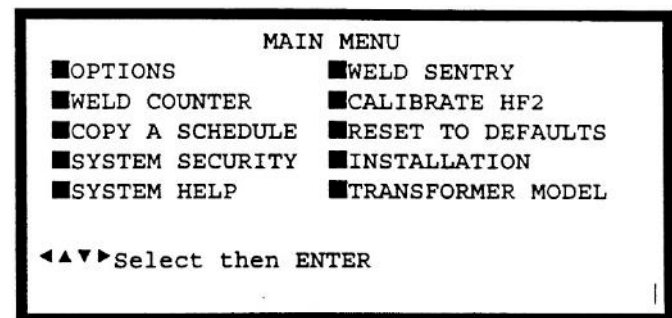 MAIN MENU
■OPTIONS ■WELD SENTRY
■WELD COUNTER ■CALIBRATE HF2
■COPY A SCHEDULE ■RESET TO DEFAULTS
■SYSTEM SECURITY ■INSTALLATION
■SYSTEM HELP ■TRANSFORMER MODEL
◄▲▼►Select then ENTER